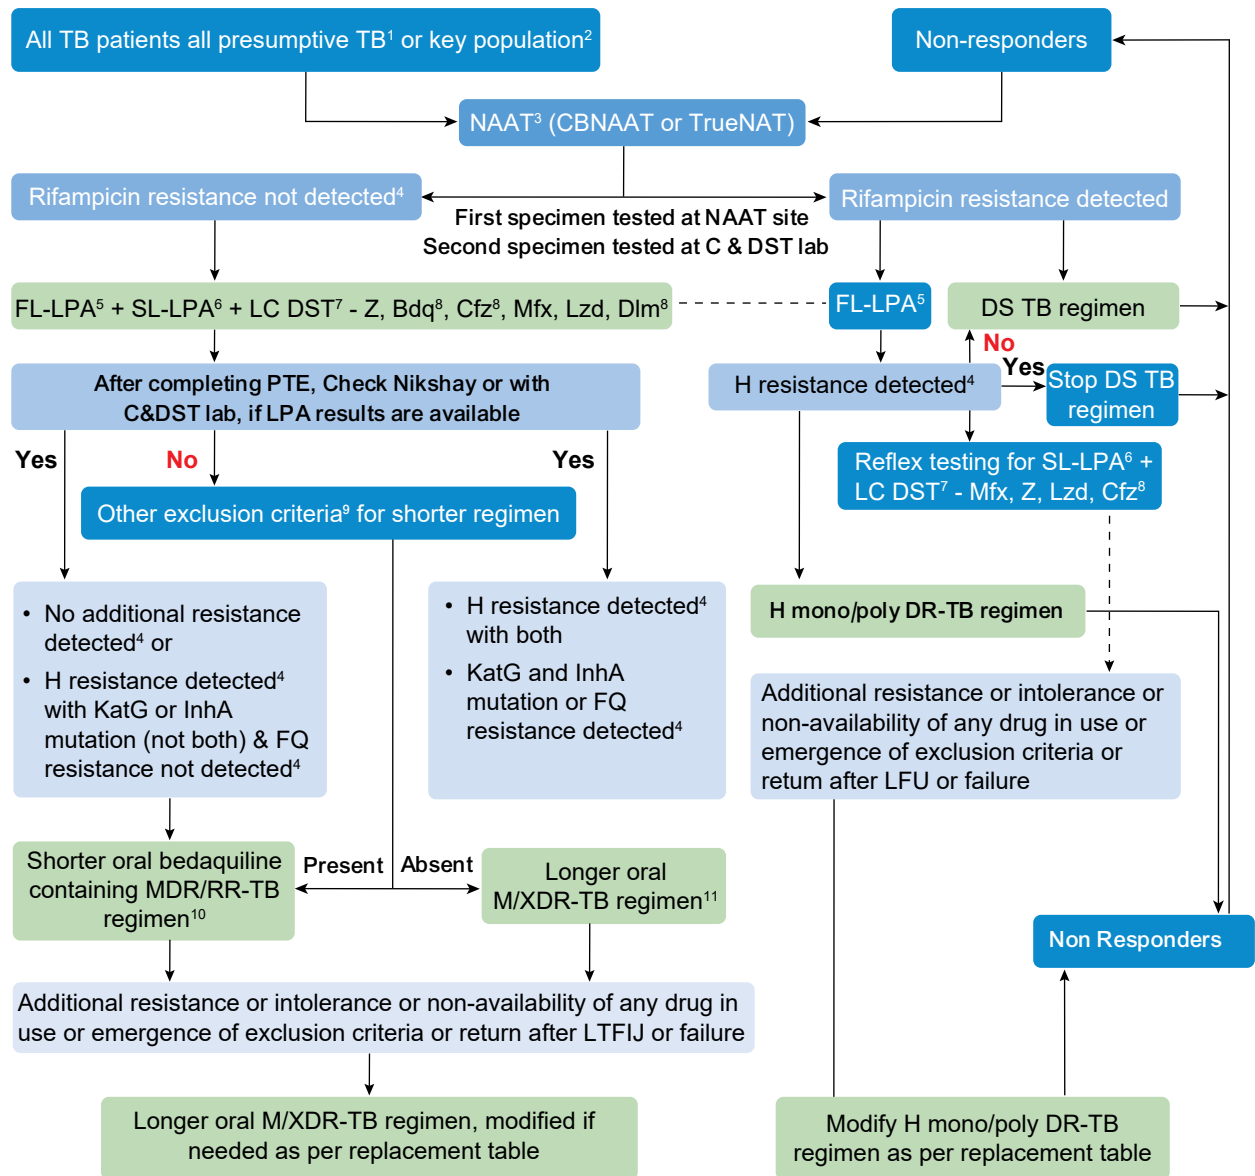 All TB patients all presumptive TB¹ or key population²
Non-responders
NAAT³ (CBNAAT or TrueNAT)
Rifampicin resistance not detected⁴
Rifampicin resistance detected
First specimen tested at NAAT site
Second specimen tested at C & DST lab
FL-LPA⁵ + SL-LPA⁶ + LC DST⁷ - Z, Bdq⁸, Cfz⁸, Mfx, Lzd, Dlm⁸
FL-LPA⁵
DS TB regimen
No
Yes
After completing PTE, Check Nikshay or with
C&DST lab, if LPA results are available
H resistance detected⁴
Stop DS TB
regimen
Yes
No
Yes
Reflex testing for SL-LPA⁶ +
LC DST⁷ - Mfx, Z, Lzd, Cfz⁸
Other exclusion criteria⁹ for shorter regimen
• No additional resistance
detected⁴ or
• H resistance detected⁴
with KatG or InhA
mutation (not both) & FQ
resistance not detected⁴
• H resistance detected⁴
with both
• KatG and InhA
mutation or FQ
resistance detected⁴
H mono/poly DR-TB regimen
Additional resistance or intolerance or
non-availability of any drug in use or
emergence of exclusion criteria or
retum after LFU or failure
Shorter oral bedaquiline
containing MDR/RR-TB
regimen¹⁰
Present
Absent
Longer oral
M/XDR-TB regimen¹¹
Non Responders
Additional resistance or intolerance or non-availability of any drug in
use or emergence of exclusion criteria or return after LTFIJ or failure
Longer oral M/XDR-TB regimen, modified if
needed as per replacement table
Modify H mono/poly DR-TB
regimen as per replacement table